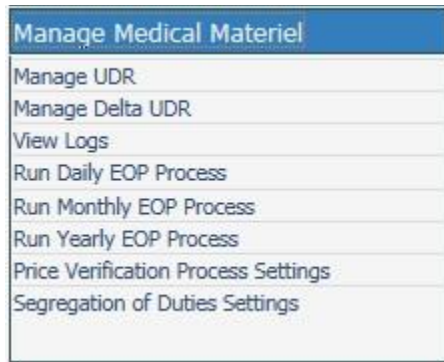 Manage Medical Materiel
Manage UDR
Manage Delta UDR
View Logs
Run Daily EOP Process
Run Monthly EOP Process
Run Yearly EOP Process
Price Verification Process Settings
Segregation of Duties Settings